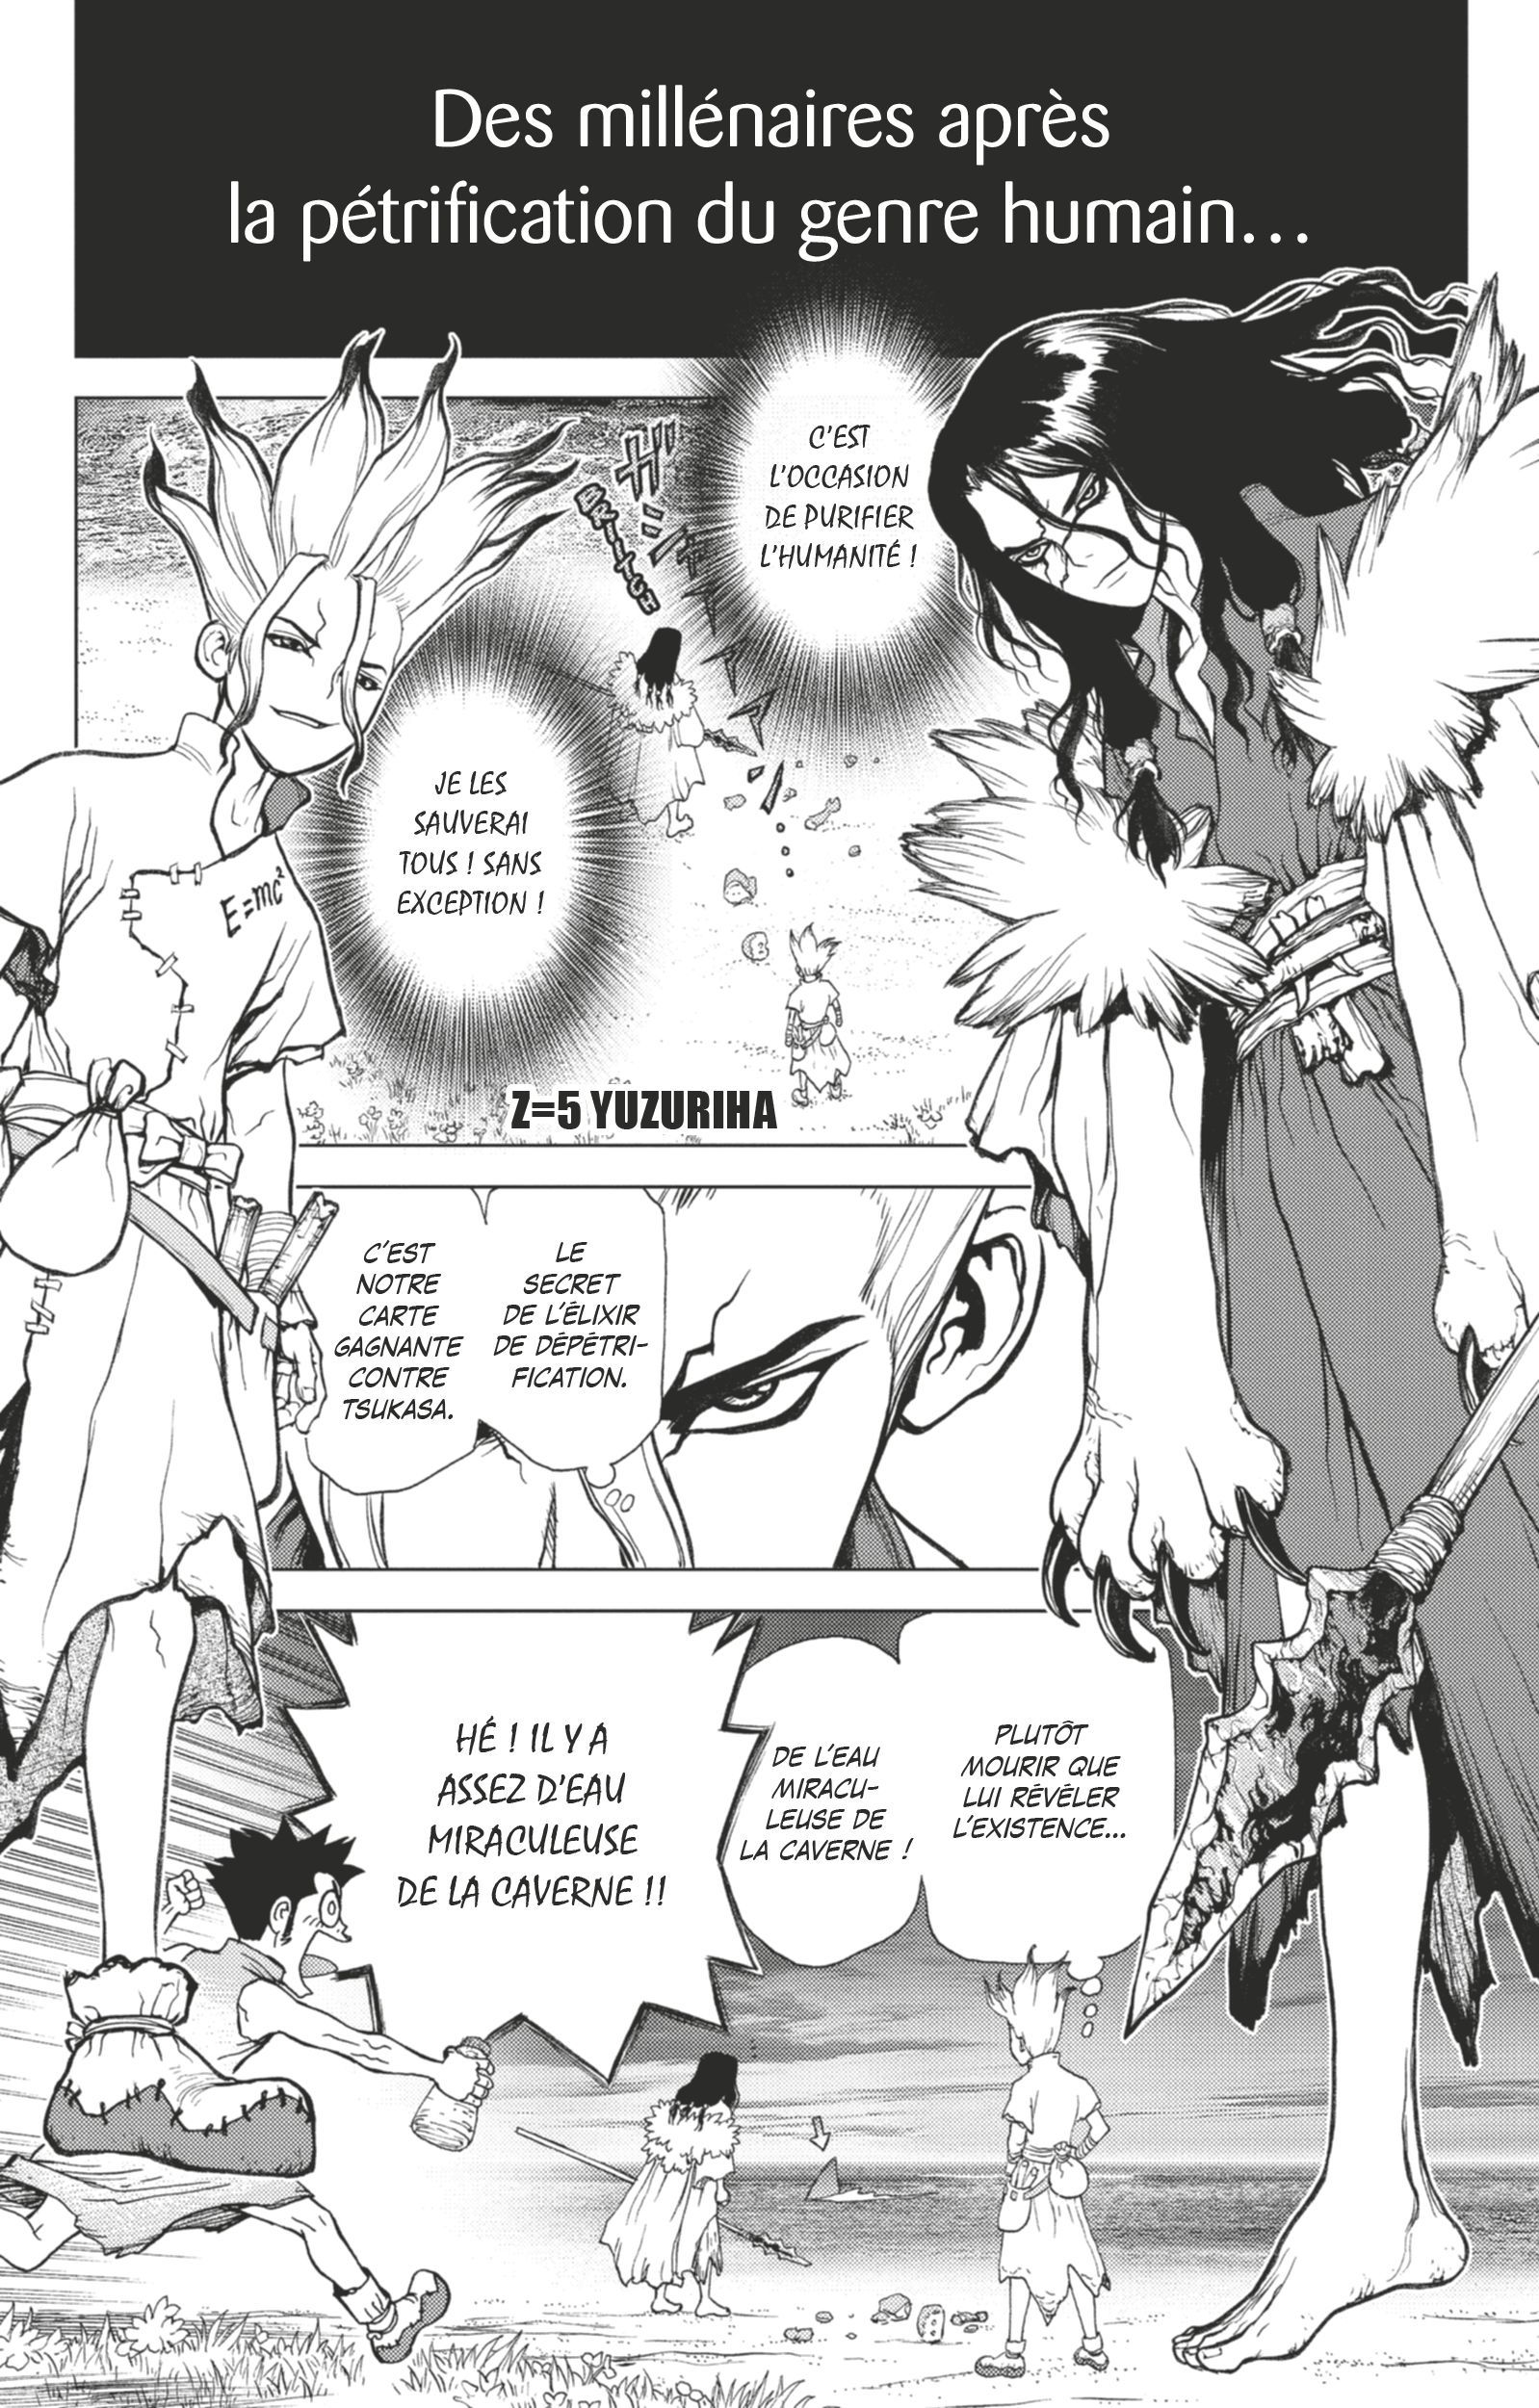 Des millénaires après
la pétrification du genre humain...
C'EST
L'OCCASION
DE PURIFIER
L'HUMANITÉ !
JE LES
SAUVERAI
TOUS ! SANS
EXCEPTION !
E=mc²
Z=5 YUZURIHA
LE
SECRET
DE L'ÉLIXIR
DE DÉPÉTRI-
FICATION.
C'EST
NOTRE
CARTE
GAGNANTE
CONTRE
TSUKASA.
PLUTÔT
MOURIR QUE
LUI RÉVÉLER
L'EXISTENCE...
DE L'EAU
MIRACU-
LEUSE DE
LA CAVERNE !
HÉ ! IL Y A
ASSEZ D'EAU
MIRACULEUSE
DE LA CAVERNE !!